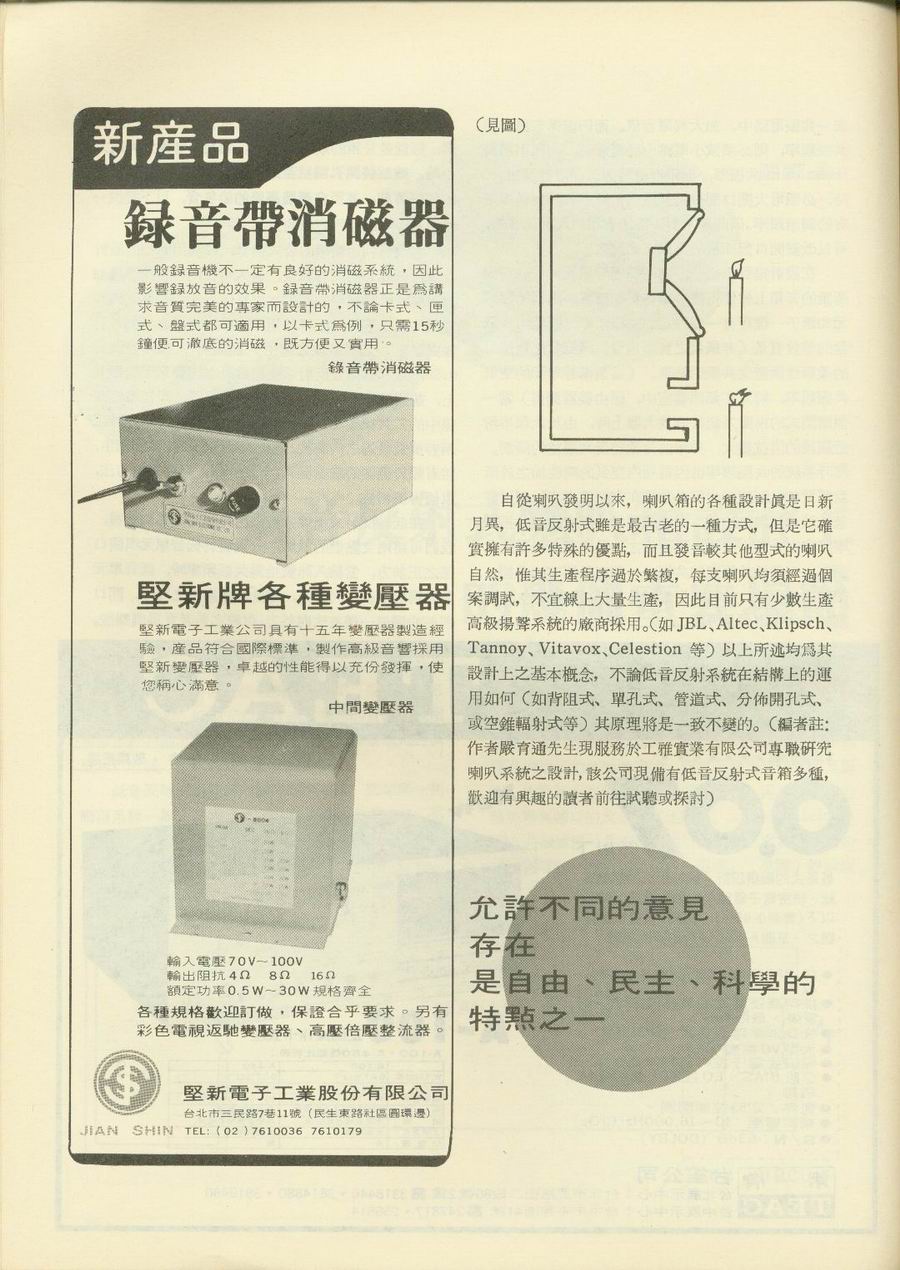 新產品
錄音帶消磁器
一般錄音機不一定有良好的消磁系統，因此
影響錄放音的效果。錄音帶消磁器正是爲講
求音質完美的專家而設計的，不論卡式、匣
式、盤式都可適用，以卡式爲例，只需15秒
鐘便可澈底的消磁，既方便又實用。
錄音帶消磁器
堅新牌各種變壓器
堅新電子工業公司具有十五年變壓器製造經
驗，產品符合國際標準，製作高級音響採用
堅新變壓器，卓越的性能得以充份發揮，使
您稱心滿意。
中間變壓器
輸入電壓70V～100V
輸出阻抗4Ω 8Ω 16Ω
額定功率0.5W～30W規格齊全
各種規格歡迎訂做，保證合乎要求。另有
彩色電視返馳變壓器、高壓倍壓整流器。
堅新電子工業股份有限公司
台北市三民路7巷11號（民生東路社區圓環邊）
JIAN SHIN TEL:(02)7610036 7610179
（見圖）
自從喇叭發明以來，喇叭箱的各種設計眞是日新
月異，低音反射式雖是最古老的一種方式，但是它確
實擁有許多特殊的優點，而且發音較其他型式的喇叭
自然，惟其生產程序過於繁複，每支喇叭均須經過個
案調試，不宜線上大量生產，因此目前只有少數生產
高級揚聲系統的廠商採用。（如JBL、Altec、Klipsch、
Tannoy、Vitavox、Celestion 等）以上所述均爲其
設計上之基本概念，不論低音反射系統在結構上的運
用如何（如背阻式、單孔式、管道式、分佈開孔式、
或空錐輻射式等）其原理將是一致不變的。（編者註：
作者嚴育通先生現服務於工雅實業有限公司專職硏究
喇叭系統之設計，該公司現備有低音反射式音箱多種，
歡迎有興趣的讀者前往試聽或探討）
允許不同的意見
存在
是自由、民主、科學的
特點之一